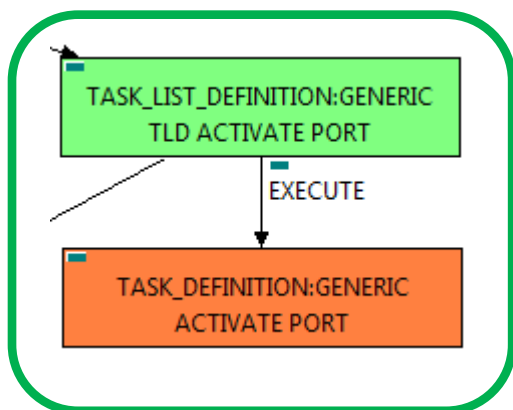 TASK_LIST_DEFINITION:GENERIC
TLD ACTIVATE PORT
EXECUTE
TASK_DEFINITION:GENERIC
ACTIVATE PORT